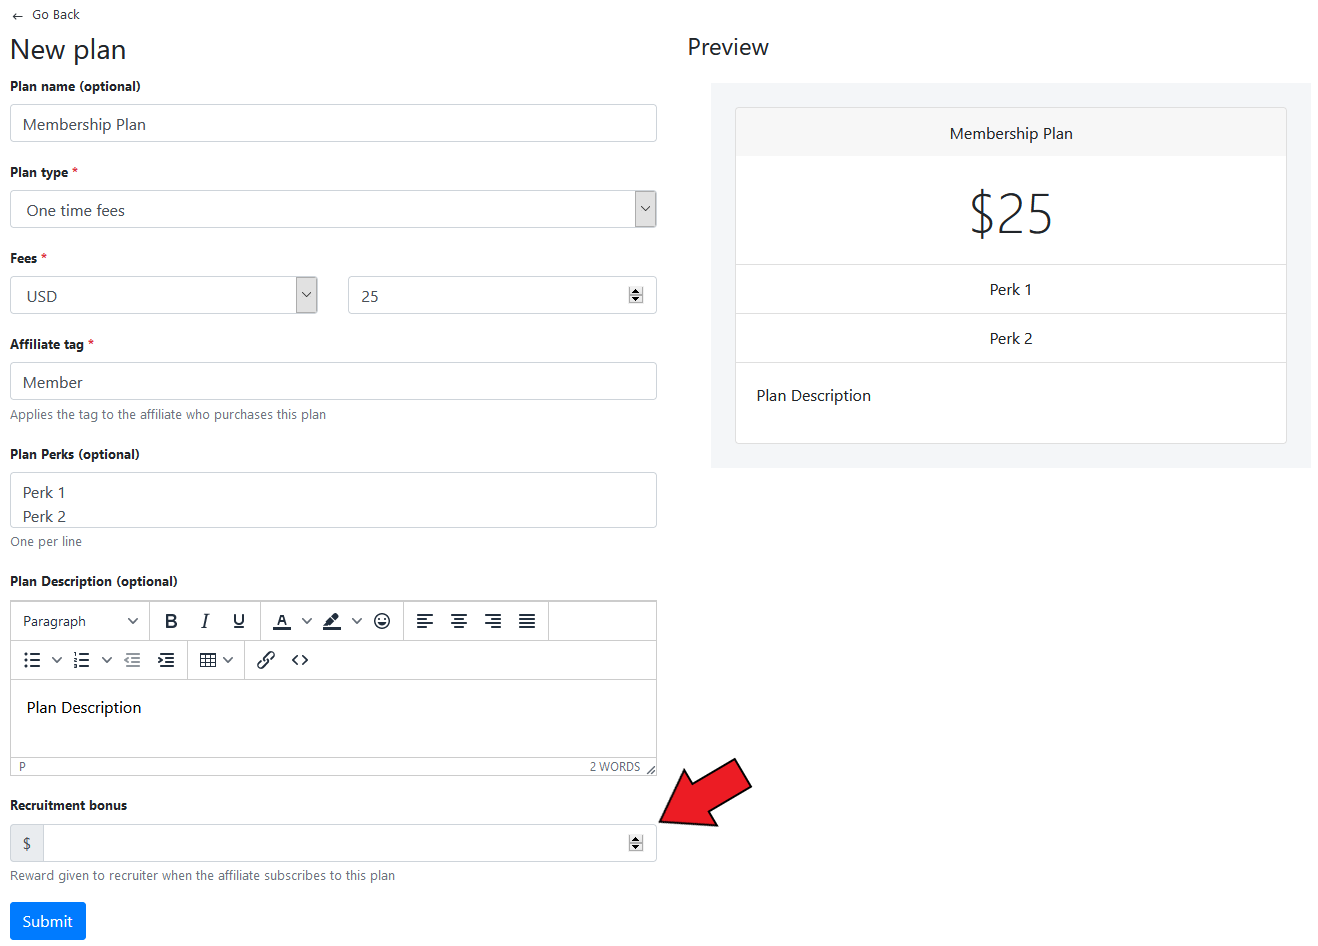 ← Go Back
New plan
Plan name (optional)
Membership Plan
Plan type *
One time fees
Fees *
USD
25
Affiliate tag *
Member
Applies the tag to the affiliate who purchases this plan
Plan Perks (optional)
Perk 1
Perk 2
One per line
Plan Description (optional)
Paragraph B I U A
Plan Description
P 2 WORDS
Recruitment bonus
$
Reward given to recruiter when the affiliate subscribes to this plan
Submit
Preview
Membership Plan
$25
Perk 1
Perk 2
Plan Description